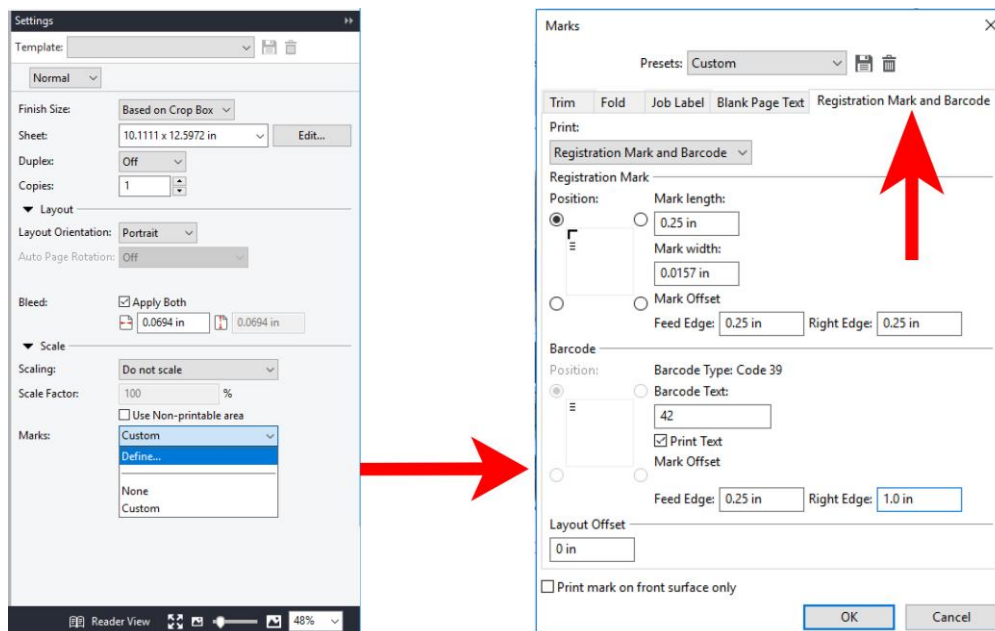 Settings
Template:
Normal
Finish Size: Based on Crop Box
Sheet: 10.1111 x 12.5972 in Edit...
Duplex: Off
Copies: 1
Layout
Layout Orientation: Portrait
Auto Page Rotation: Off
Bleed: Apply Both
0.0694 in 0.0694 in
Scale
Scaling: Do not scale
Scale Factor: 100 %
Use Non-printable area
Marks: Custom
Define...
None
Custom
Reader View 48%
Marks
Presets: Custom
Trim Fold Job Label Blank Page Text Registration Mark and Barcode
Print:
Registration Mark and Barcode
Registration Mark
Position: Mark length:
0.25 in
Mark width:
0.0157 in
Mark Offset
Feed Edge: 0.25 in Right Edge: 0.25 in
Barcode
Position: Barcode Type: Code 39
Barcode Text:
42
Print Text
Mark Offset
Feed Edge: 0.25 in Right Edge: 1.0 in
Layout Offset
0 in
Print mark on front surface only
OK Cancel